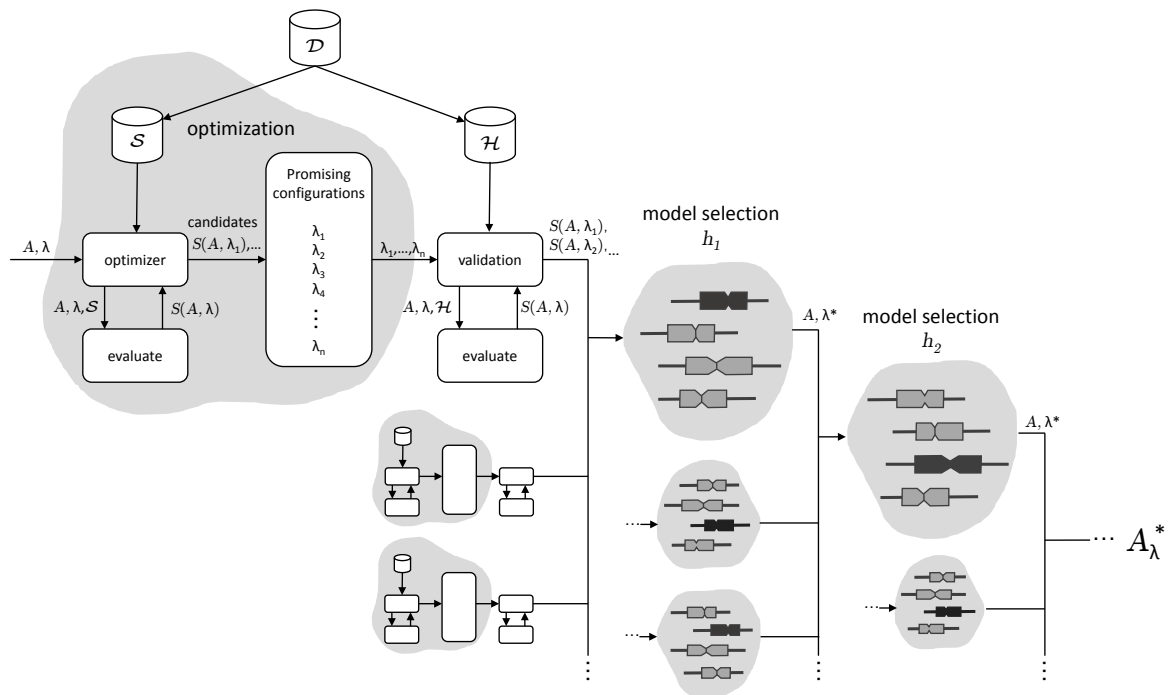 𝒟
𝒮
optimization
ℋ
Promising
configurations
λ₁
λ₂
λ₃
λ₄
⋮
λₙ
candidates
S(A, λ₁),...
A, λ
optimizer
A, λ, 𝒮
S(A, λ)
evaluate
λ₁,...,λₙ
validation
S(A, λ₁),
S(A, λ₂), ...
A, λ, ℋ
S(A, λ)
evaluate
model selection
h₁
A, λ*
model selection
h₂
A, λ*
...
...
...
... A*λ
⋮
⋮
⋮